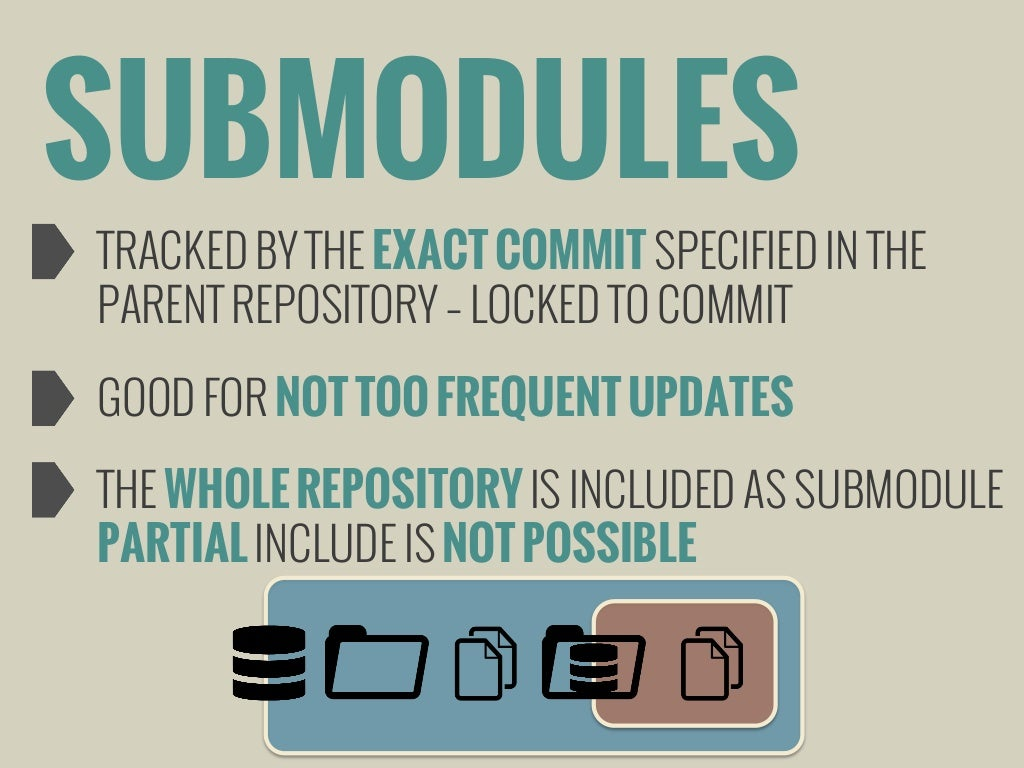 SUBMODULES
TRACKED BY THE EXACT COMMIT SPECIFIED IN THE
PARENT REPOSITORY – LOCKED TO COMMIT
GOOD FOR NOT TOO FREQUENT UPDATES
THE WHOLE REPOSITORY IS INCLUDED AS SUBMODULE
PARTIAL INCLUDE IS NOT POSSIBLE